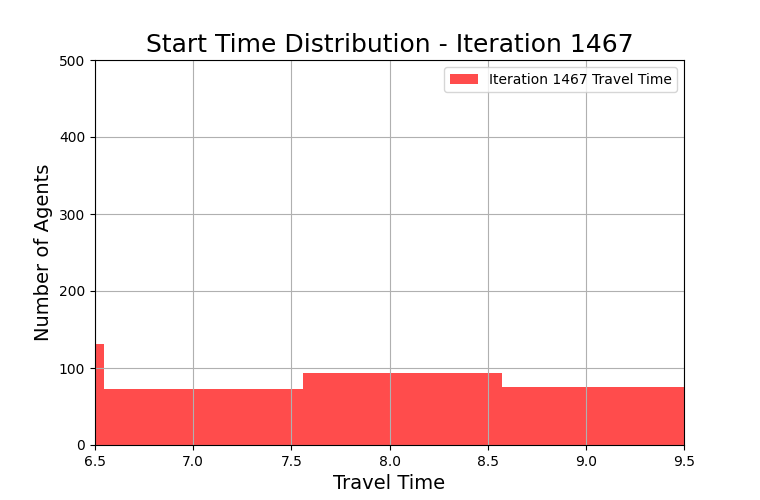 Start Time Distribution - Iteration 1467
Iteration 1467 Travel Time
Number of Agents
500
400
300
200
100
0
6.5 7.0 7.5 8.0 8.5 9.0 9.5
Travel Time